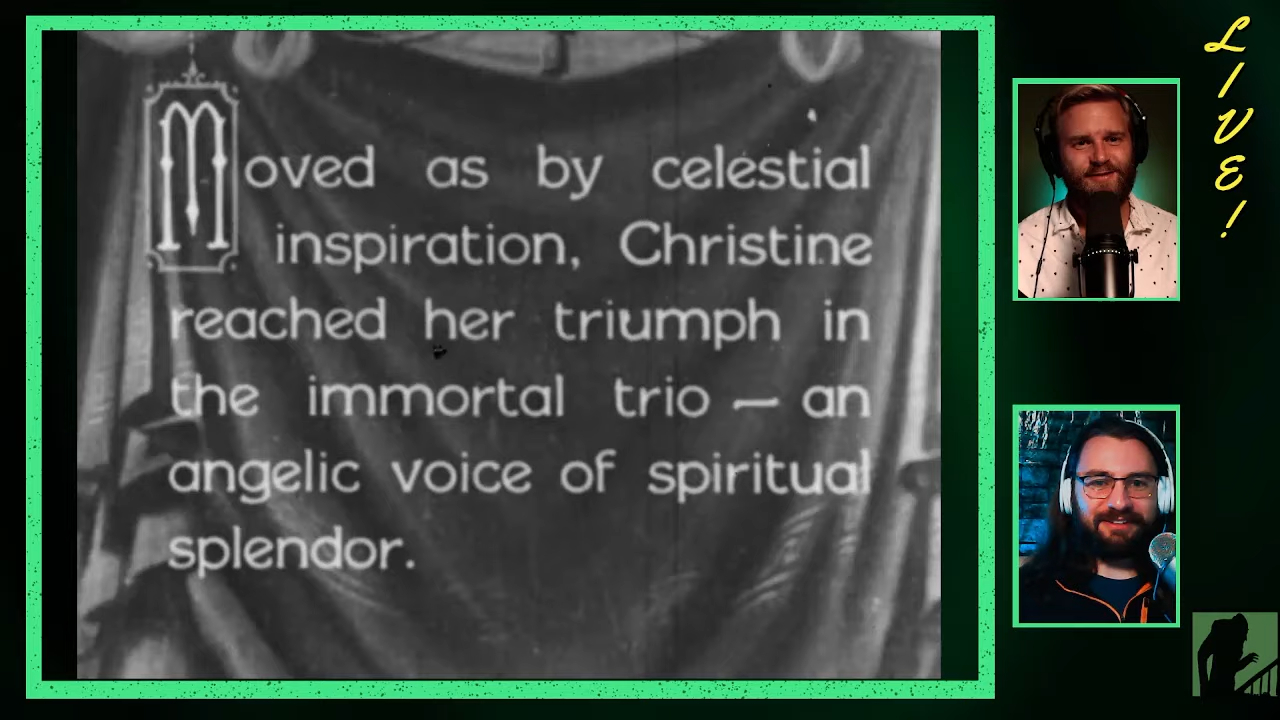 Moved as by celestial
inspiration, Christine
reached her triumph in
the immortal trio — an
angelic voice of spiritual
splendor.
LIVE!